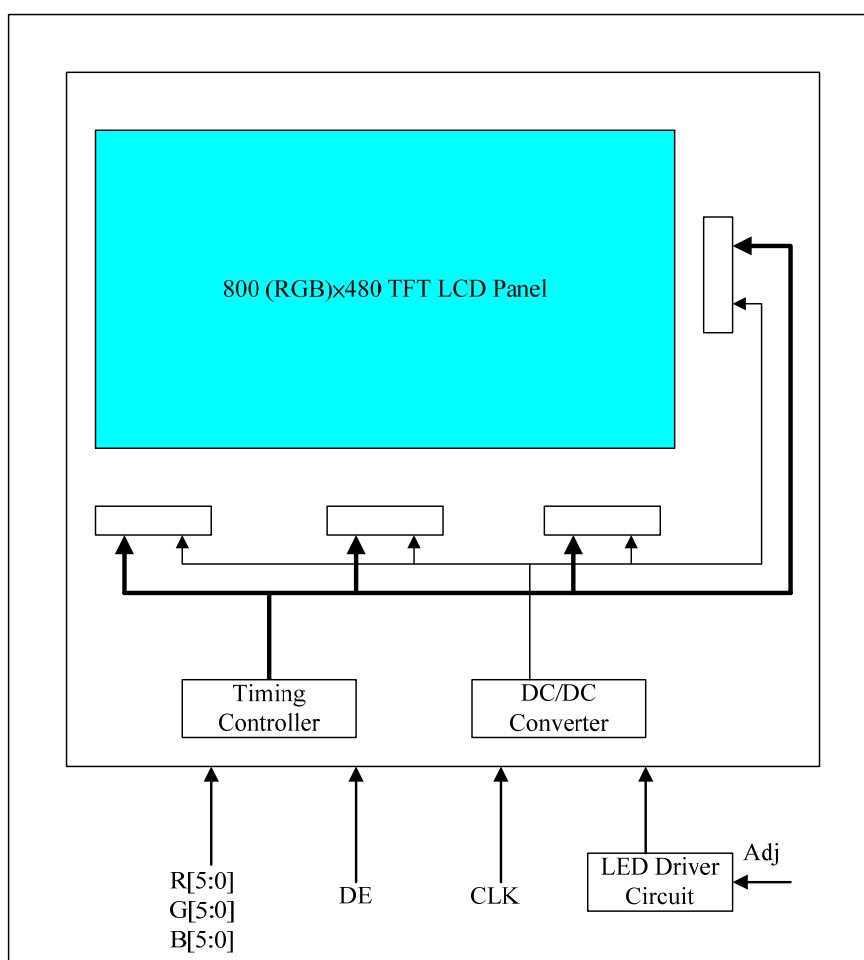 800 (RGB)×480 TFT LCD Panel
Timing
Controller
DC/DC
Converter
R[5:0]
G[5:0]
B[5:0]
DE
CLK
LED Driver
Circuit
Adj